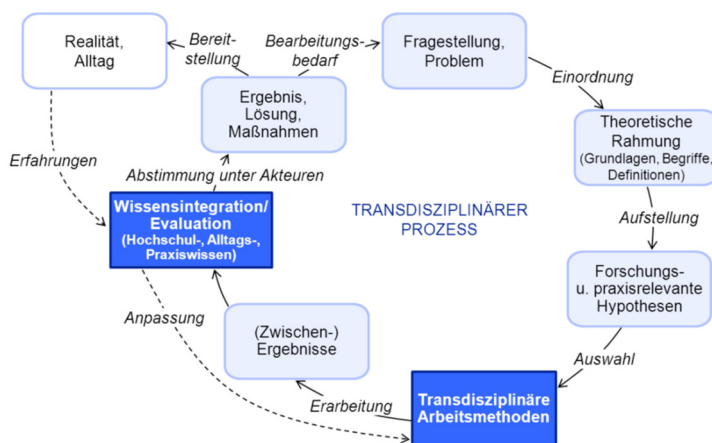 Realität,
Alltag
Bereit-
stellung
Bearbeitungs-
bedarf
Fragestellung,
Problem
Einordnung
Ergebnis,
Lösung,
Maßnahmen
Theoretische
Rahmung
(Grundlagen, Begriffe,
Definitionen)
Erfahrungen
Abstimmung unter Akteuren
Wissensintegration/
Evaluation
(Hochschul-, Alltags-,
Praxiswissen)
TRANSDISZIPLINÄRER
PROZESS
Aufstellung
Forschungs-
u. praxisrelevante
Hypothesen
Anpassung
(Zwischen-)
Ergebnisse
Auswahl
Erarbeitung
Transdisziplinäre
Arbeitsmethoden